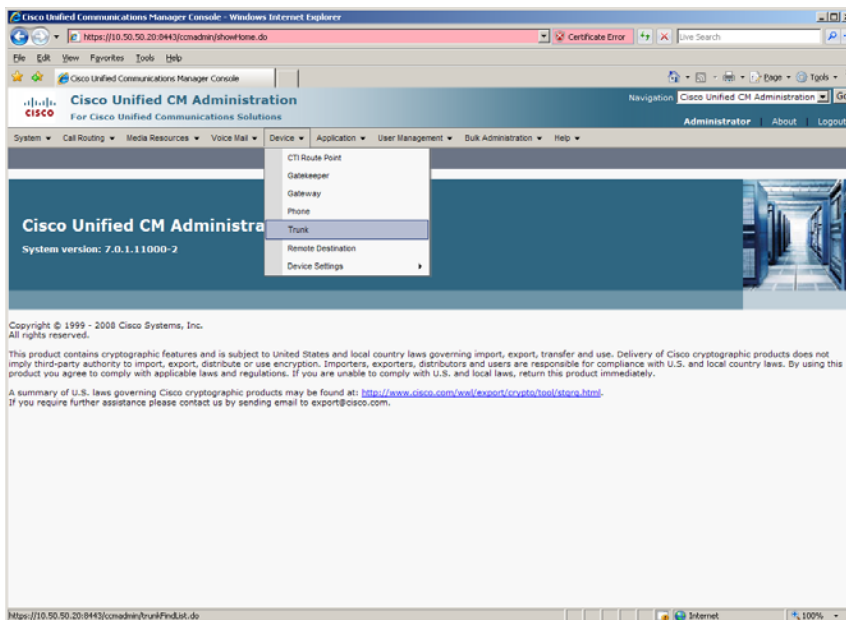 Cisco Unified Communications Manager Console - Windows Internet Explorer
https://10.50.50.20:8443/ccmadmin/showHome.do
Certificate Error
Live Search
File Edit View Favorites Tools Help
Cisco Unified Communications Manager Console
Page Tools
CISCO
Cisco Unified CM Administration
For Cisco Unified Communications Solutions
Navigation Cisco Unified CM Administration Go
Administrator | About | Logout
System Call Routing Media Resources Voice Mail Device Application User Management Bulk Administration Help
CTI Route Point
Gatekeeper
Gateway
Phone
Trunk
Remote Destination
Device Settings
Cisco Unified CM Administra
System version: 7.0.1.11000-2
Copyright © 1999 - 2008 Cisco Systems, Inc.
All rights reserved.
This product contains cryptographic features and is subject to United States and local country laws governing import, export, transfer and use. Delivery of Cisco cryptographic products does not
imply third-party authority to import, export, distribute or use encryption. Importers, exporters, distributors and users are responsible for compliance with U.S. and local country laws. By using this
product you agree to comply with applicable laws and regulations. If you are unable to comply with U.S. and local laws, return this product immediately.
A summary of U.S. laws governing Cisco cryptographic products may be found at: http://www.cisco.com/wwl/export/crypto/tool/stqrg.html.
If you require further assistance please contact us by sending email to export@cisco.com.
https://10.50.50.20:8443/ccmadmin/trunkFindList.do
Internet
100%